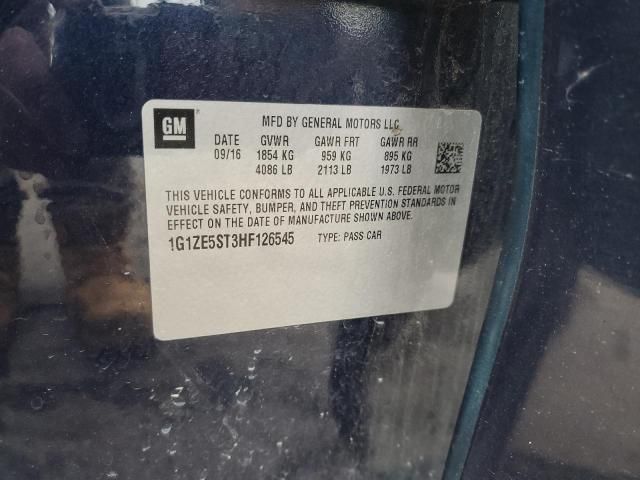 GM
MFD BY GENERAL MOTORS LLC
DATE GVWR GAWR FRT GAWR RR
09/16 1854 KG 959 KG 895 KG
4086 LB 2113 LB 1973 LB
THIS VEHICLE CONFORMS TO ALL APPLICABLE U.S. FEDERAL MOTOR
VEHICLE SAFETY, BUMPER, AND THEFT PREVENTION STANDARDS IN
EFFECT ON THE DATE OF MANUFACTURE SHOWN ABOVE.
1G1ZE5ST3HF126545 TYPE: PASS CAR